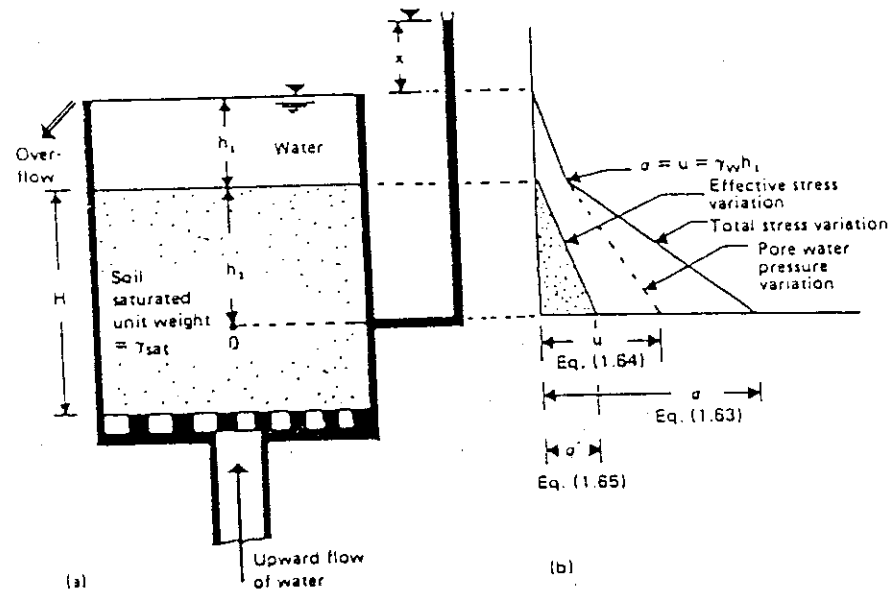 x
Over-
flow
h₁
Water
H
h₂
Soil
saturated
unit weight
= γsat
0
Upward flow
of water
(a)
σ = u = γwh₁
Effective stress
variation
Total stress variation
Pore water
pressure
variation
u
Eq. (1.64)
σ
Eq. (1.63)
σ′
Eq. (1.65)
(b)